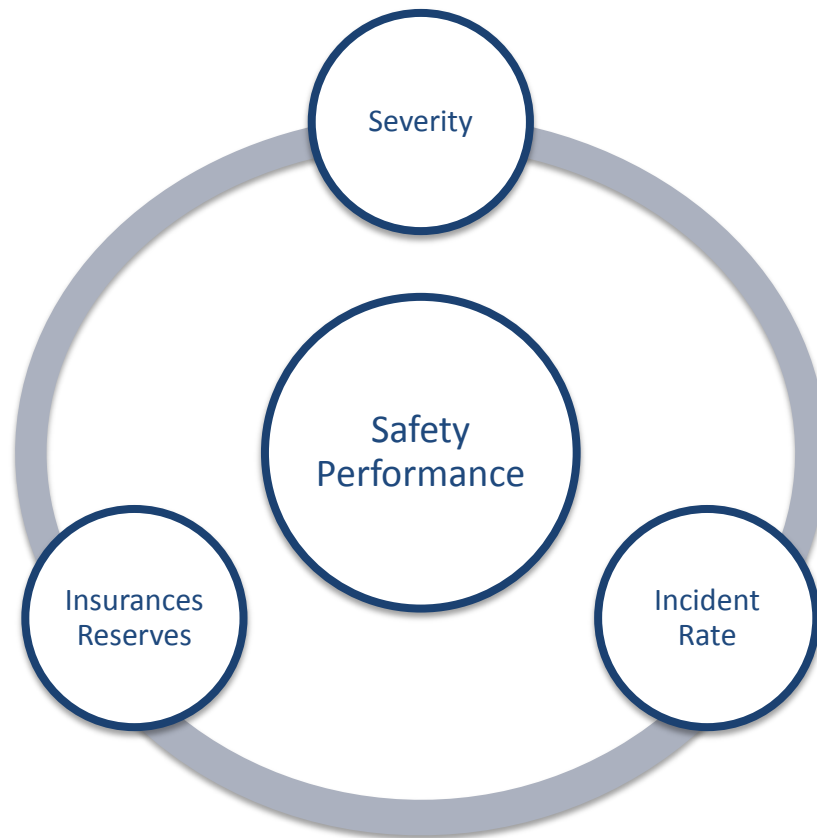 Severity
Safety
Performance
Insurances
Reserves
Incident
Rate